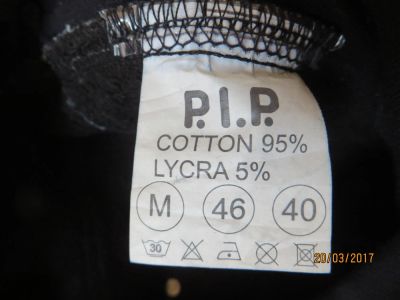 P.I.P.
COTTON 95%
LYCRA 5%
M 46 40
30
20/03/2017